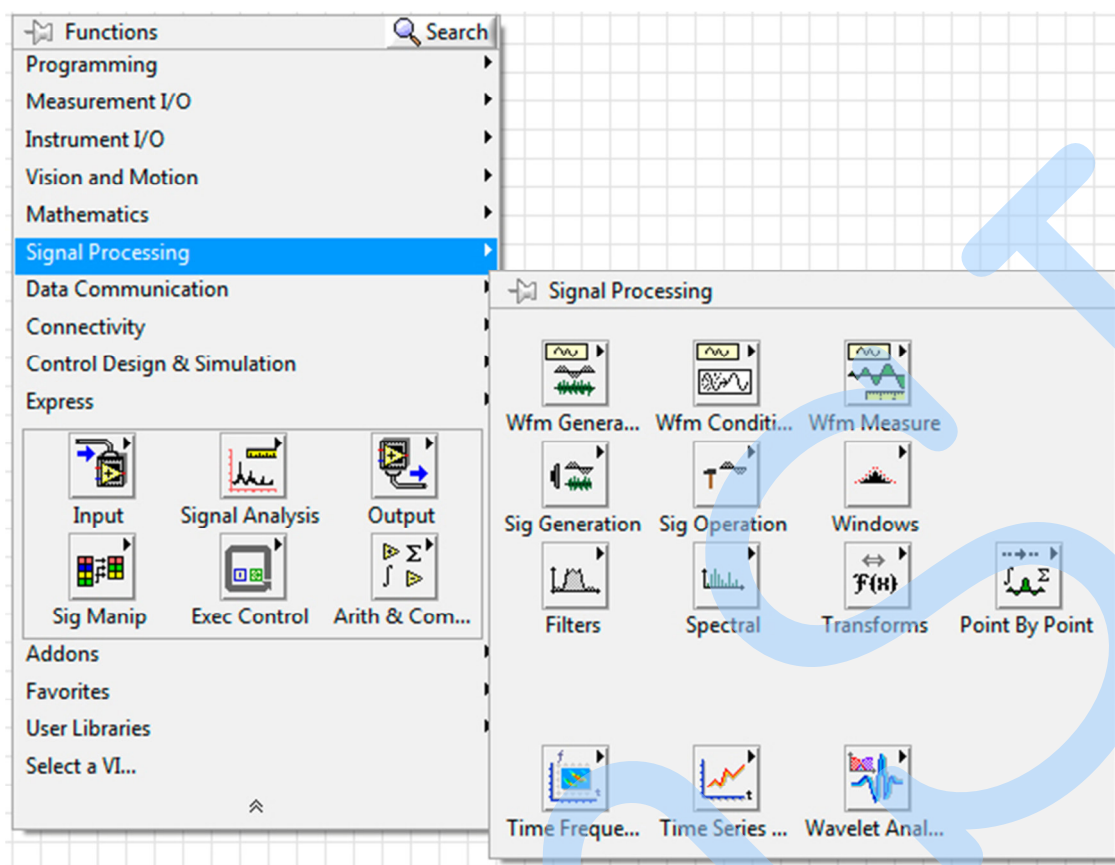 Functions
Search
Programming
Measurement I/O
Instrument I/O
Vision and Motion
Mathematics
Signal Processing
Data Communication
Connectivity
Control Design & Simulation
Express
Input Signal Analysis Output
Sig Manip Exec Control Arith & Com...
Addons
Favorites
User Libraries
Select a VI...
Signal Processing
Wfm Genera... Wfm Conditi... Wfm Measure
Sig Generation Sig Operation Windows
F(x)
Filters Spectral Transforms Point By Point
Time Freque... Time Series ... Wavelet Anal...